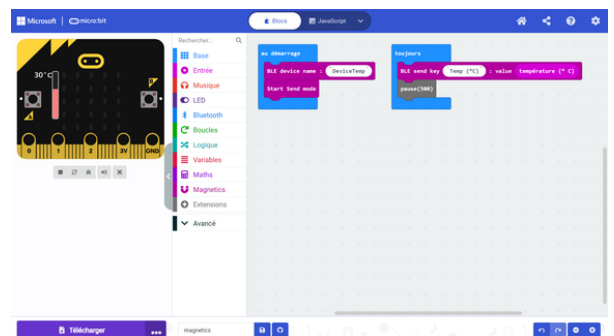 Microsoft
micro:bit
Blocs
JavaScript
Rechercher...
Base
Entrée
Musique
LED
Bluetooth
Boucles
Logique
Variables
Maths
Magnetics
Extensions
Avancé
30°C
A
B
0 1 2 3V GND
au démarrage
BLE device name : DeviceTemp
Start Send mode
toujours
BLE send key Temp (°C) : value température (° C)
pause(500)
Télécharger
magnetics